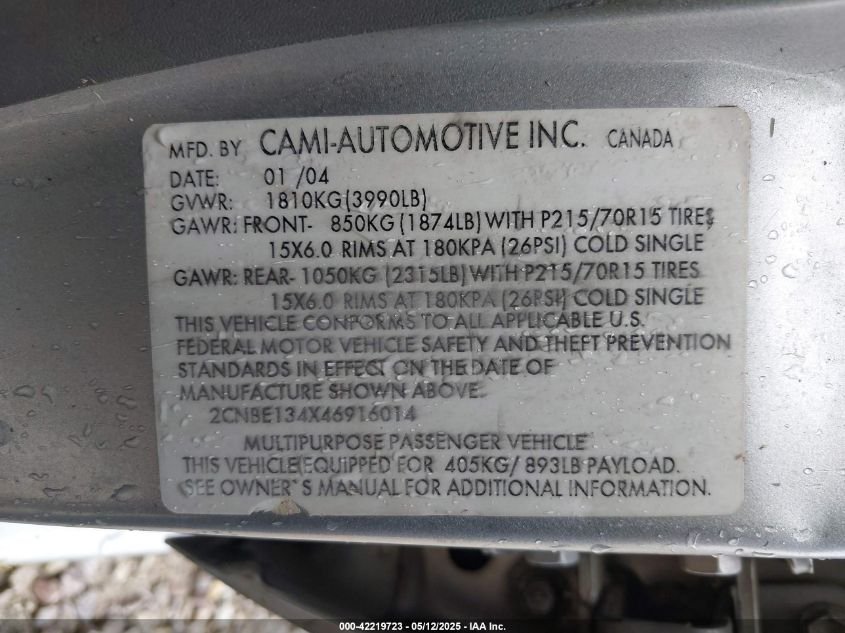 MFD. BY CAMI-AUTOMOTIVE INC. CANADA
DATE: 01 /04
GVWR: 1810KG(3990LB)
GAWR: FRONT- 850KG (1874LB) WITH P215/70R15 TIRES
15X6.0 RIMS AT 180KPA (26PSI) COLD SINGLE
GAWR: REAR- 1050KG (2315LB) WITH P215/70R15 TIRES
15X6.0 RIMS AT 180KPA (26PSI) COLD SINGLE
THIS VEHICLE CONFORMS TO ALL APPLICABLE U.S.
FEDERAL MOTOR VEHICLE SAFETY AND THEFT PREVENTION
STANDARDS IN EFFECT ON THE DATE OF
MANUFACTURE SHOWN ABOVE.
2CNBE134X46916014
MULTIPURPOSE PASSENGER VEHICLE
THIS VEHICLE EQUIPPED FOR 405KG/ 893LB PAYLOAD.
SEE OWNER'S MANUAL FOR ADDITIONAL INFORMATION.
000-42219723 - 05/12/2025 - IAA Inc.